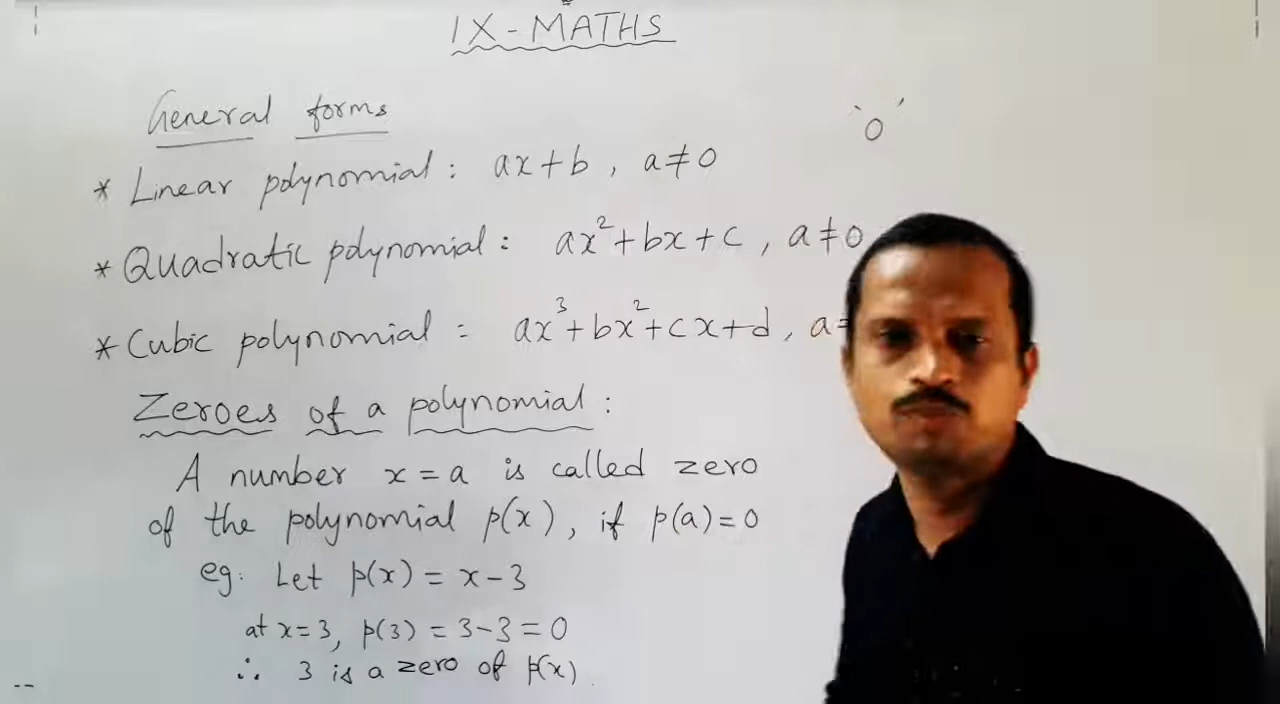 IX-MATHS
General forms
'0'
* Linear polynomial: ax+b, a≠0
* Quadratic polynomial: ax²+bx+c, a≠0
* Cubic polynomial: ax³+bx²+cx+d, a
Zeroes of a polynomial:
A number x=a is called zero
of the polynomial p(x), if p(a)=0
eg. Let p(x) = x-3
at x=3, p(3) = 3-3=0
∴ 3 is a zero of p(x).